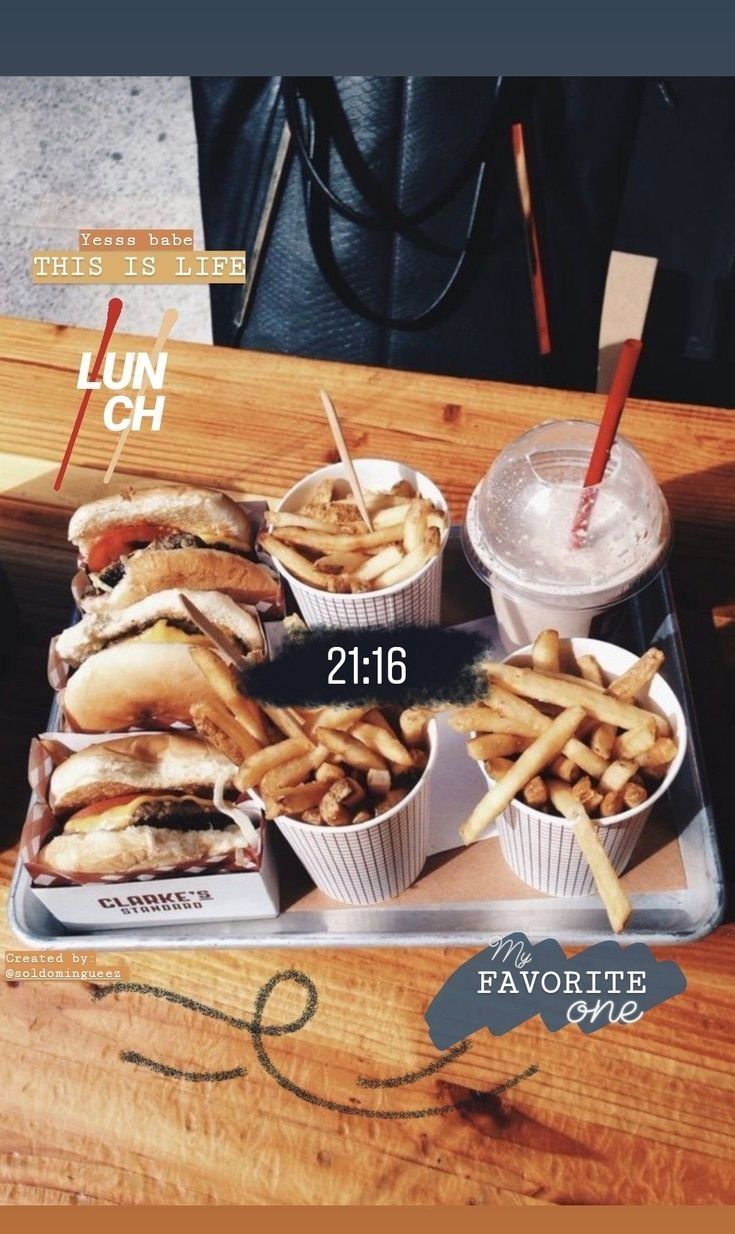 Yesss babe
THIS IS LIFE
LUN
CH
21:16
CLARKE'S
STANDARD
Created by:
@soldomingueez
My
FAVORITE
one